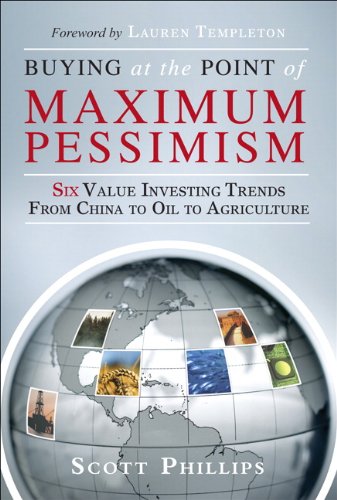 Foreword by LAUREN TEMPLETON
BUYING at the POINT of
MAXIMUM
PESSIMISM
SIX VALUE INVESTING TRENDS
FROM CHINA TO OIL TO AGRICULTURE
SCOTT PHILLIPS